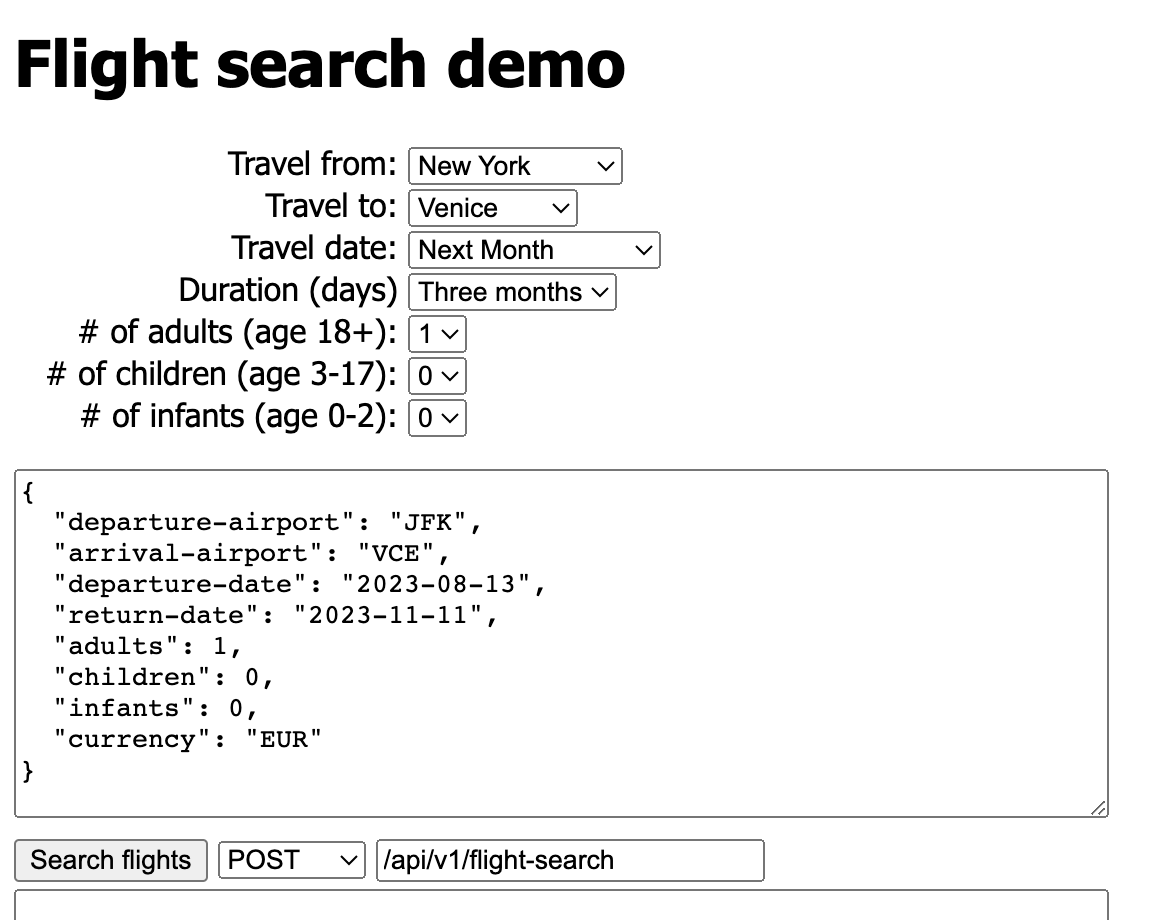 Flight search demo
Travel from: New York
Travel to: Venice
Travel date: Next Month
Duration (days) Three months
# of adults (age 18+): 1
# of children (age 3-17): 0
# of infants (age 0-2): 0
{
  "departure-airport": "JFK",
  "arrival-airport": "VCE",
  "departure-date": "2023-08-13",
  "return-date": "2023-11-11",
  "adults": 1,
  "children": 0,
  "infants": 0,
  "currency": "EUR"
}
Search flights POST /api/v1/flight-search